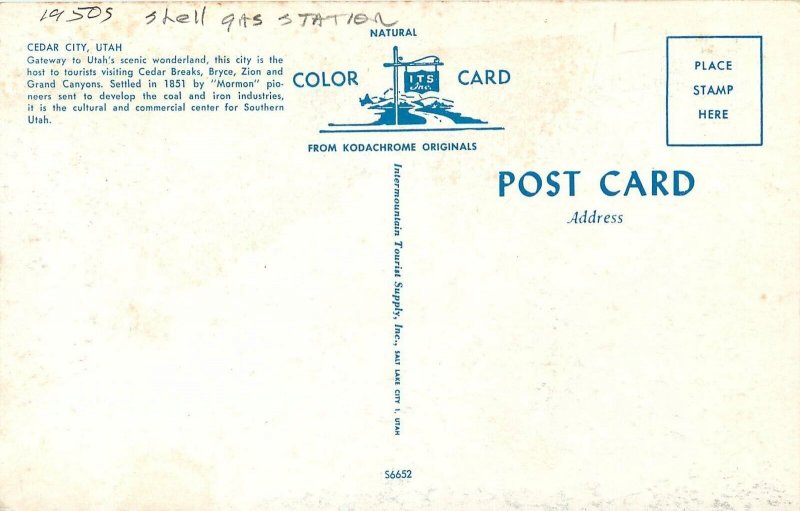 1950s shell gas station
CEDAR CITY, UTAH
Gateway to Utah's scenic wonderland, this city is the
host to tourists visiting Cedar Breaks, Bryce, Zion and
Grand Canyons. Settled in 1851 by "Mormon" pio-
neers sent to develop the coal and iron industries,
it is the cultural and commercial center for Southern
Utah.
NATURAL
COLOR CARD
ITS
Inc.
FROM KODACHROME ORIGINALS
PLACE
STAMP
HERE
POST CARD
Address
Intermountain Tourist Supply, Inc., SALT LAKE CITY 1, UTAH
S6652